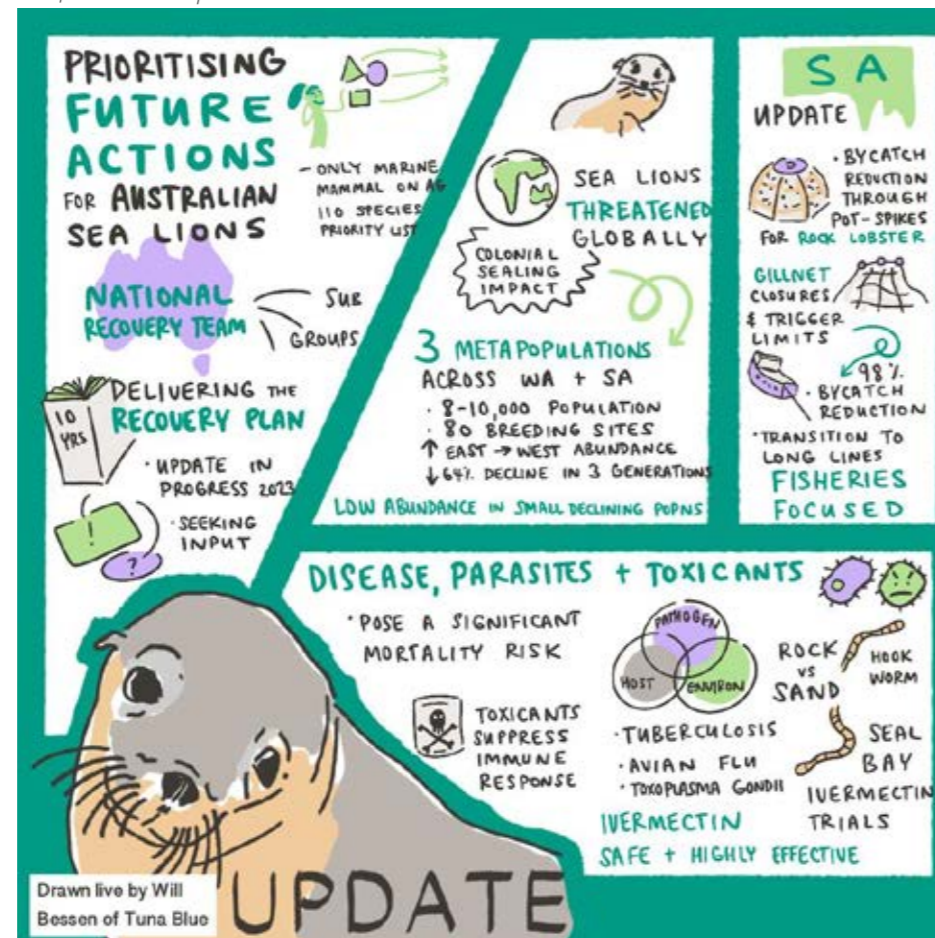 PRIORITISING
FUTURE
ACTIONS
FOR AUSTRALIAN
SEA LIONS
- ONLY MARINE
MAMMAL ON AG
110 SPECIES
PRIORITY LIST
NATIONAL
RECOVERY TEAM
SUB
GROUPS
10
YRS
DELIVERING THE
RECOVERY PLAN
· UPDATE IN
PROGRESS 2023
· SEEKING
INPUT
!
?
SEA LIONS
THREATENED
GLOBALLY
COLONIAL
SEALING
IMPACT
3 METAPOPULATIONS
ACROSS WA + SA
· 8-10,000 POPULATION
· 80 BREEDING SITES
↑ EAST → WEST ABUNDANCE
↓ 64% DECLINE IN 3 GENERATIONS
LOW ABUNDANCE IN SMALL DECLINING POPNS
SA
UPDATE
· BYCATCH
REDUCTION
THROUGH
POT-SPIKES
FOR ROCK LOBSTER
GILLNET
CLOSURES
& TRIGGER
LIMITS
98%
· BYCATCH
REDUCTION
· TRANSITION TO
LONG LINES
FISHERIES
FOCUSED
DISEASE, PARASITES + TOXICANTS
· POSE A SIGNIFICANT
MORTALITY RISK
TOXICANTS
SUPPRESS
IMMUNE
RESPONSE
PATHOGEN
HOST
ENVIRON
· TUBERCULOSIS
· AVIAN FLU
· TOXOPLASMA GONDII
IVERMECTIN
SAFE + HIGHLY EFFECTIVE
ROCK
VS
SAND
HOOK
WORM
SEAL
BAY
IVERMECTIN
TRIALS
UPDATE
Drawn live by Will
Bessen of Tuna Blue